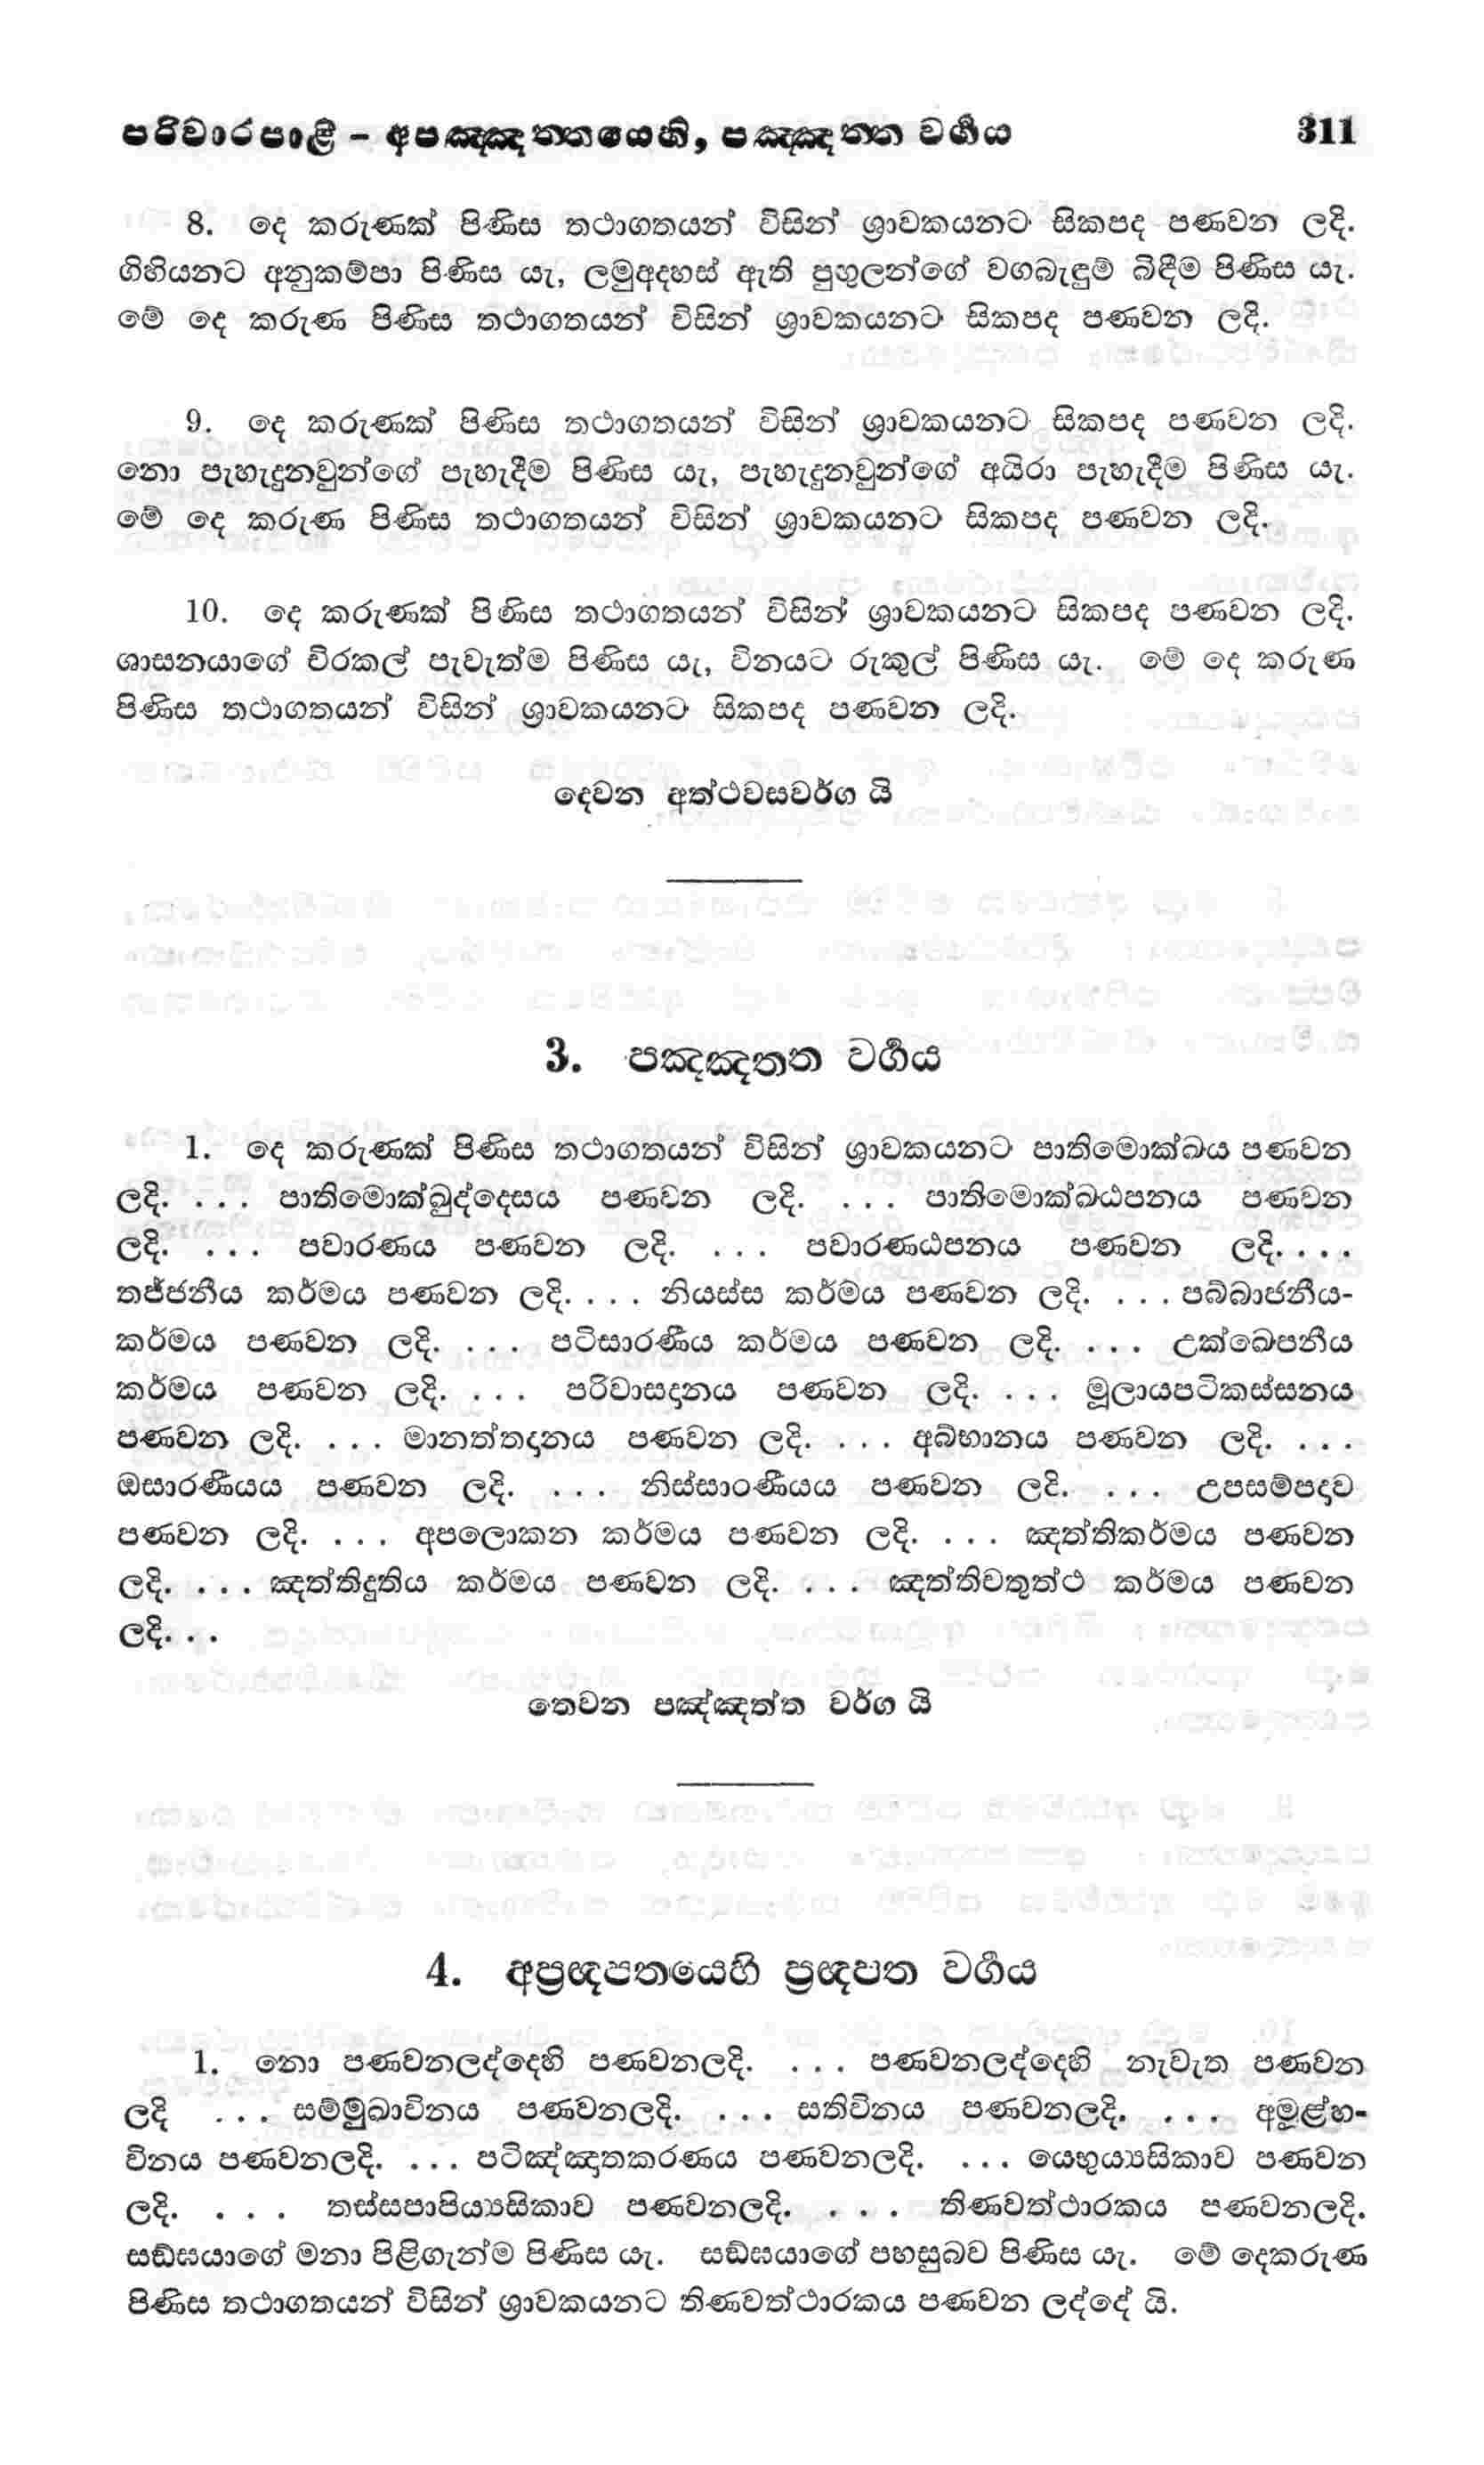 පරිවාරපාළි – අපඤ්ඤත්තයෙහි, පඤ්ඤත්ත වර්‍ගය 311
8. දෙ කරුණක් පිණිස තථාගතයන් විසින් ශ්‍රාවකයනට සිකපද පණවන ලදි.
ගිහියනට අනුකම්පා පිණිස යැ, ලමුඅදහස් ඇති පුහුලන්ගේ වගබැඳුම් බිඳීම පිණිස යැ.
මේ දෙ කරුණ පිණිස තථාගතයන් විසින් ශ්‍රාවකයනට සිකපද පණවන ලදි.
9. දෙ කරුණක් පිණිස තථාගතයන් විසින් ශ්‍රාවකයනට සිකපද පණවන ලදි.
නො පැහැදුනවුන්ගේ පැහැදීම පිණිස යැ, පැහැදුනවුන්ගේ අයිරා පැහැදීම පිණිස යැ.
මේ දෙ කරුණ පිණිස තථාගතයන් විසින් ශ්‍රාවකයනට සිකපද පණවන ලදි.
10. දෙ කරුණක් පිණිස තථාගතයන් විසින් ශ්‍රාවකයනට සිකපද පණවන ලදි.
ශාසනයාගේ චිරකල් පැවැත්ම පිණිස යැ, විනයට රුකුල් පිණිස යැ. මේ දෙ කරුණ
පිණිස තථාගතයන් විසින් ශ්‍රාවකයනට සිකපද පණවන ලදි.
දෙවන අත්ථවසවර්ග යි
3. පඤ්ඤත්ත වර්‍ගය
1. දෙ කරුණක් පිණිස තථාගතයන් විසින් ශ්‍රාවකයනට පාතිමොක්ඛය පණවන
ලදි. . . . පාතිමොක්ඛුද්දෙසය පණවන ලදි. . . . පාතිමොක්ඛඨපනය පණවන
ලදි. . . . පවාරණය පණවන ලදි. . . . පවාරණඨපනය පණවන ලදි. . . .
තජ්ජනීය කර්මය පණවන ලදි. . . . නියස්ස කර්මය පණවන ලදි. . . . පබ්බාජනීය-
කර්මය පණවන ලදි. . . . පටිසාරණීය කර්මය පණවන ලදි. . . . උක්ඛෙපනීය
කර්මය පණවන ලදි. . . . පරිවාසදානය පණවන ලදි. . . . මූලායපටිකස්සනය
පණවන ලදි. . . . මානත්තදානය පණවන ලදි. . . . අබ්භානය පණවන ලදි. . . .
ඔසාරණීයය පණවන ලදි. . . . නිස්සාරණීයය පණවන ලදි. . . . උපසම්පදාව
පණවන ලදි. . . . අපලොකන කර්මය පණවන ලදි. . . . ඤත්තිකර්මය පණවන
ලදි. . . . ඤත්තිදුතිය කර්මය පණවන ලදි. . . . ඤත්තිචතුත්ථ කර්මය පණවන
ලදි. . .
තෙවන පඤ්ඤත්ත වර්ග යි
4. අප්‍රඥප්තයෙහි ප්‍රඥප්ත වර්‍ගය
1. නො පණවනලද්දෙහි පණවනලදි. . . . පණවනලද්දෙහි නැවැත පණවන
ලදි . . . සම්මුඛාවිනය පණවනලදි. . . . සතිවිනය පණවනලදි. . . . අමූළ්හ-
විනය පණවනලදි. . . . පටිඤ්ඤාතකරණය පණවනලදි. . . . යෙභුය්‍යසිකාව පණවන
ලදි. . . . තස්සපාපිය්‍යසිකාව පණවනලදි. . . . තිණවත්ථාරකය පණවනලදි.
සඞ්ඝයාගේ මනා පිළිගැන්ම පිණිස යැ. සඞ්ඝයාගේ පහසුබව පිණිස යැ. මේ දෙකරුණ
පිණිස තථාගතයන් විසින් ශ්‍රාවකයනට තිණවත්ථාරකය පණවන ලද්දේ යි.